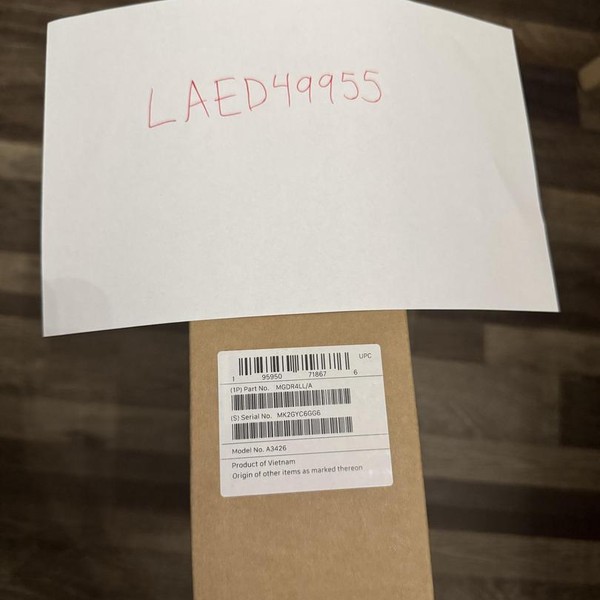 LAED49955
UPC
1 95950 71867 6
(1P) Part No. MGDR4LL/A
(S) Serial No. MK2GYC6GG6
Model No. A3426
Product of Vietnam
Origin of other items as marked thereon